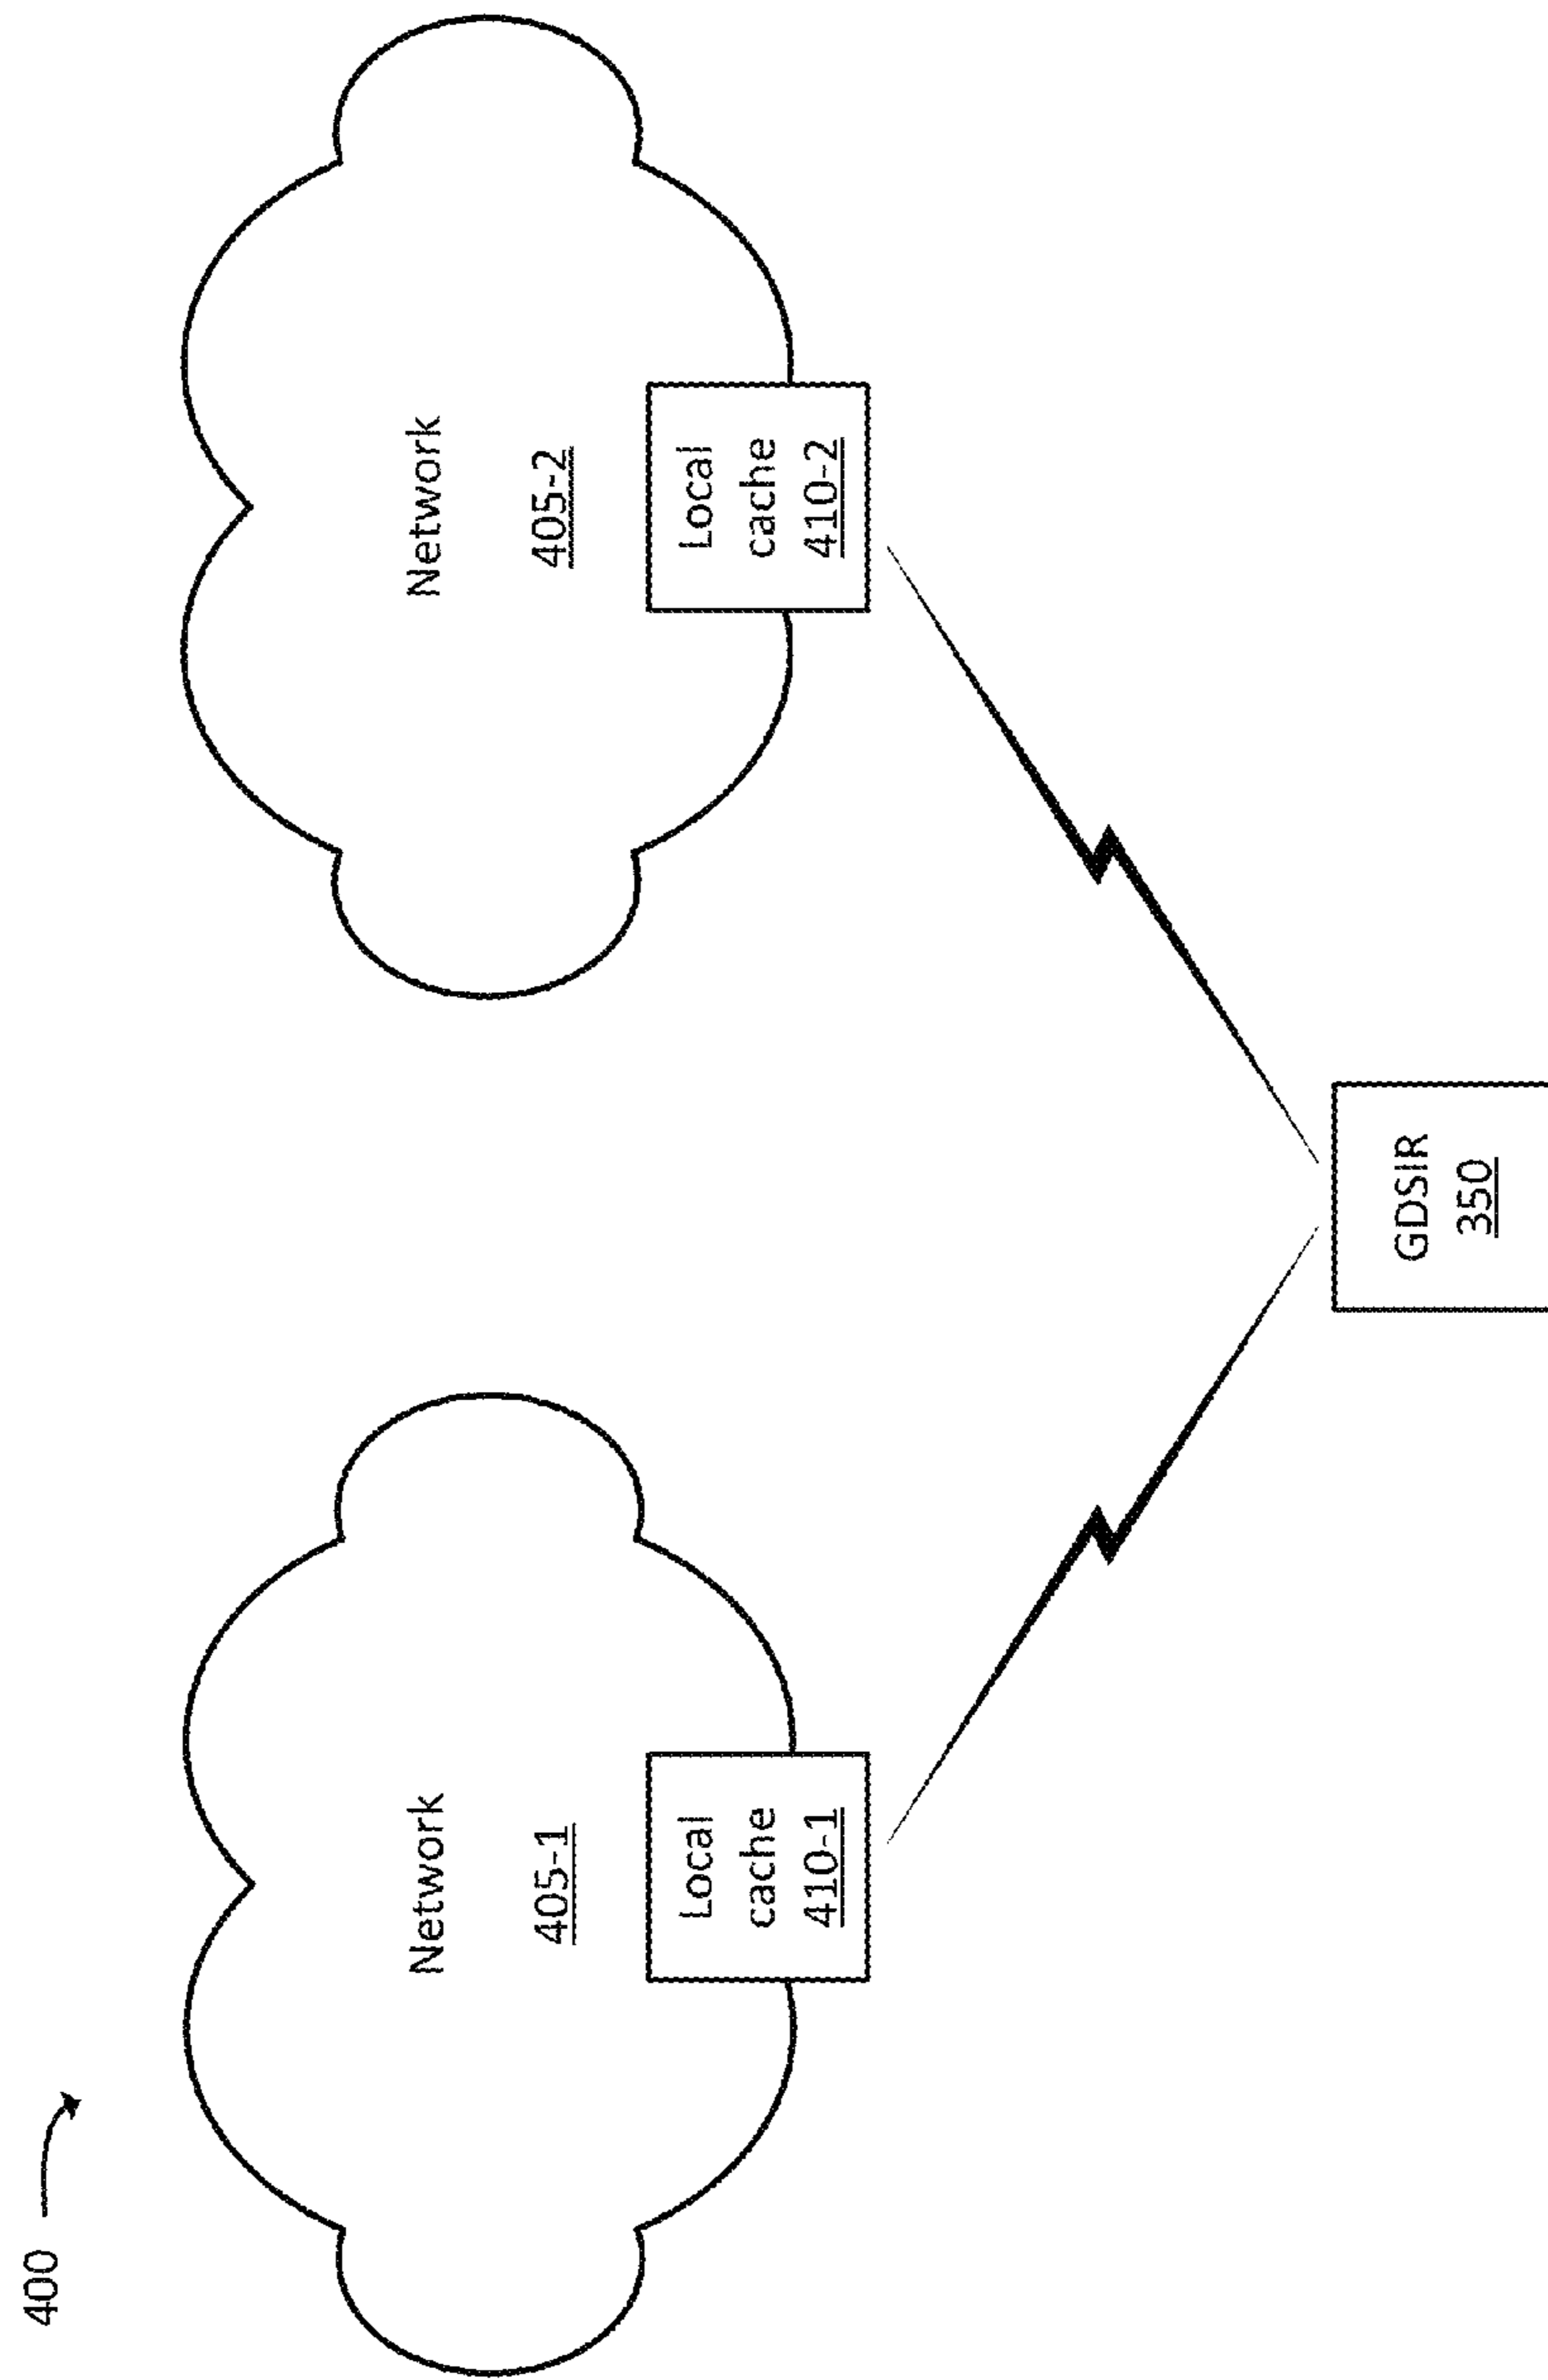 400
Network
405-1
Local
cache
410-1
Network
405-2
Local
cache
410-2
GDSIR
350